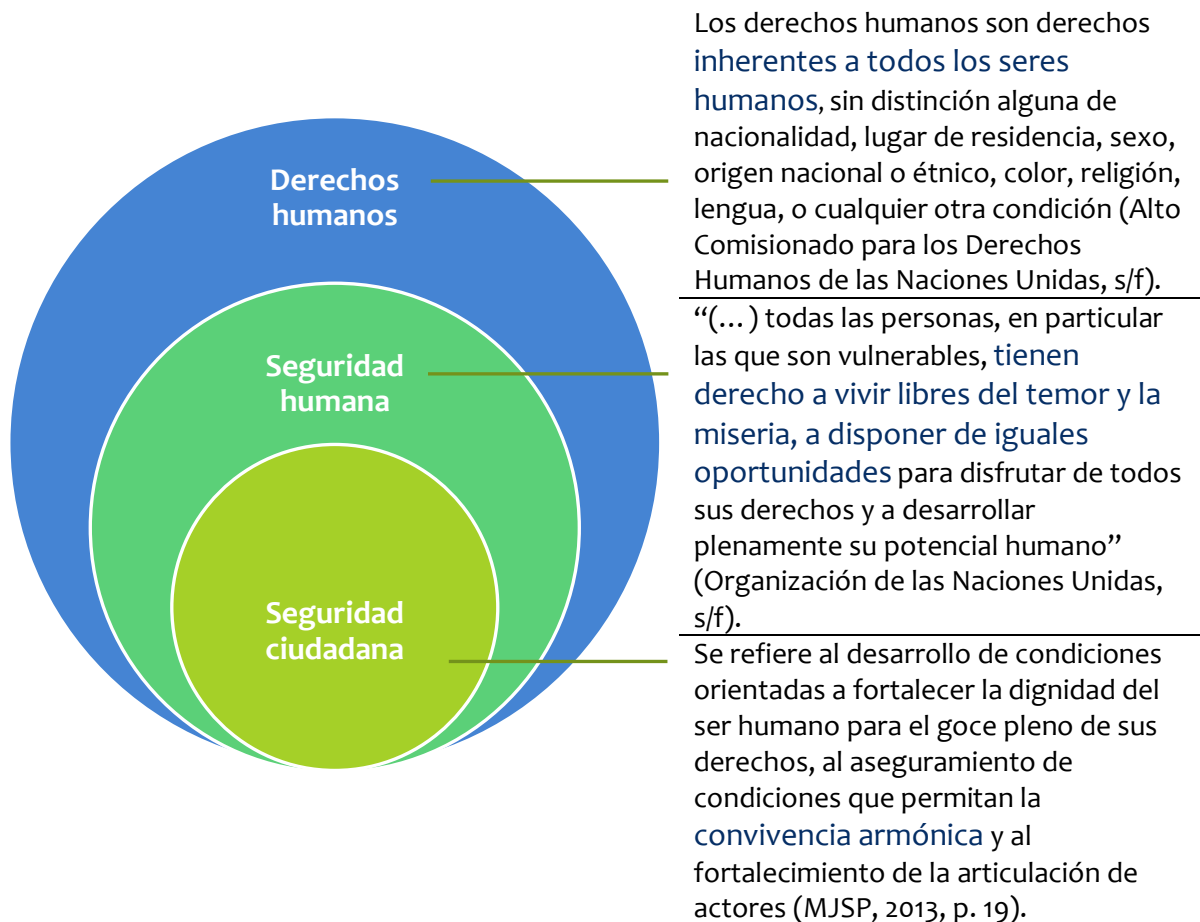 Derechos
humanos
Los derechos humanos son derechos
inherentes a todos los seres
humanos, sin distinción alguna de
nacionalidad, lugar de residencia, sexo,
origen nacional o étnico, color, religión,
lengua, o cualquier otra condición (Alto
Comisionado para los Derechos
Humanos de las Naciones Unidas, s/f).
Seguridad
humana
“(…) todas las personas, en particular
las que son vulnerables, tienen
derecho a vivir libres del temor y la
miseria, a disponer de iguales
oportunidades para disfrutar de todos
sus derechos y a desarrollar
plenamente su potencial humano”
(Organización de las Naciones Unidas,
s/f).
Seguridad
ciudadana
Se refiere al desarrollo de condiciones
orientadas a fortalecer la dignidad del
ser humano para el goce pleno de sus
derechos, al aseguramiento de
condiciones que permitan la
convivencia armónica y al
fortalecimiento de la articulación de
actores (MJSP, 2013, p. 19).